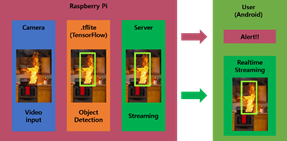 Raspberry Pi
Camera
Video
input
.tflite
(TensorFlow)
Object
Detection
Server
Streaming
User
(Android)
Alert!!
Realtime
Streaming